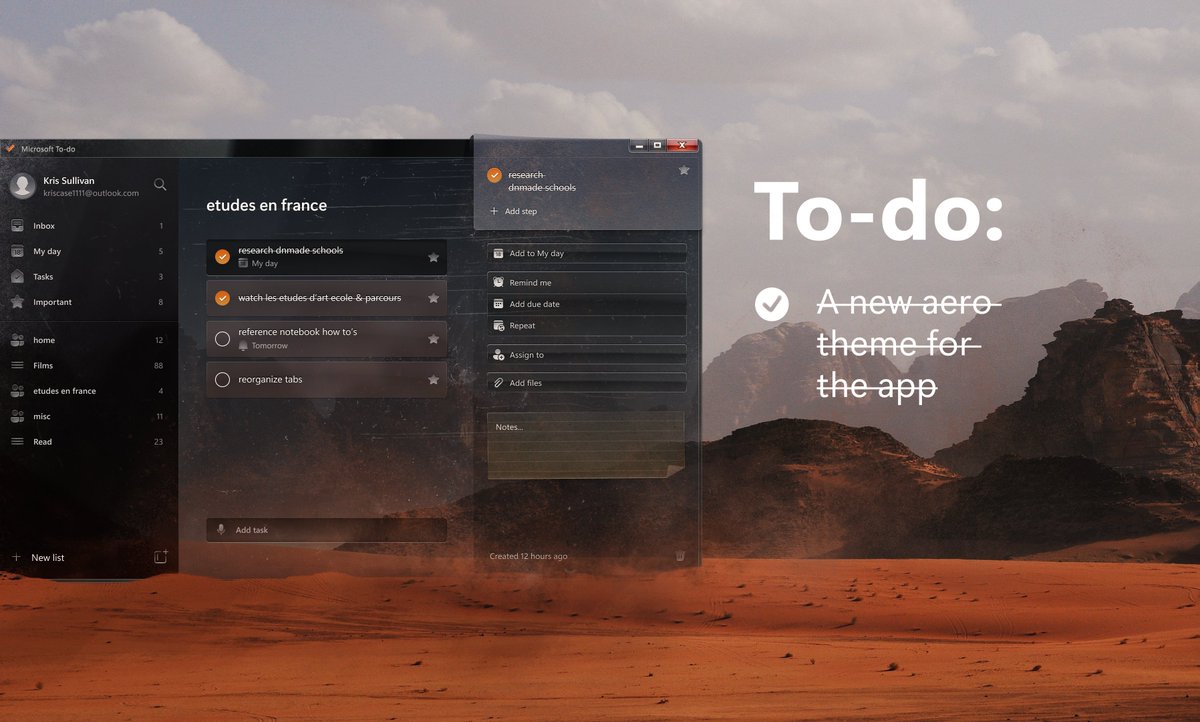 Microsoft To-do
Kris Sullivan
kriscase1111@outlook.com
Inbox 1
My day 5
Tasks 3
Important 8
home 12
Films 88
etudes en france 4
misc 11
Read 23
New list
etudes en france
research dnmade schools
My day
watch les etudes d'art ecole & parcours
reference notebook how to's
Tomorrow
reorganize tabs
Add task
research
dnmade schools
Add step
Add to My day
Remind me
Add due date
Repeat
Assign to
Add files
Notes...
Created 12 hours ago
To-do:
A new aero
theme for
the app